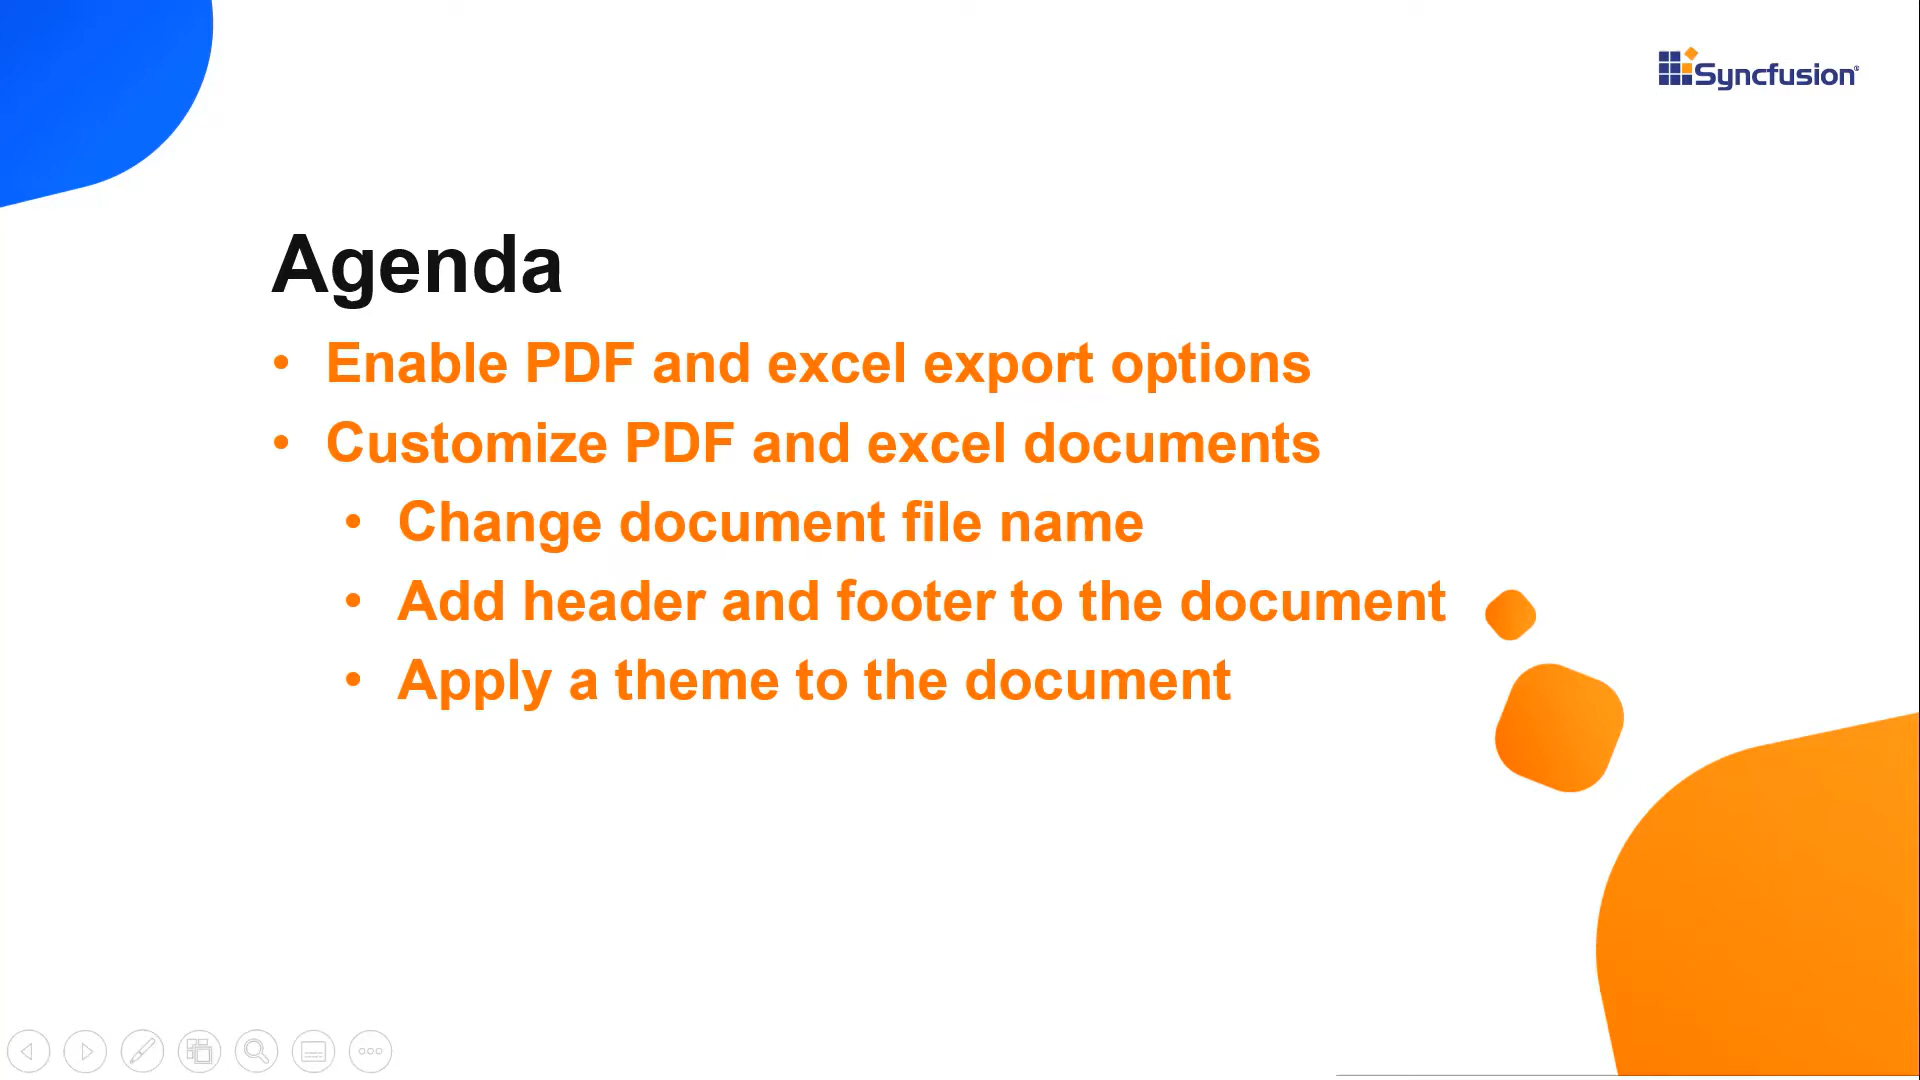 Syncfusion®
Agenda
• Enable PDF and excel export options
• Customize PDF and excel documents
• Change document file name
• Add header and footer to the document
• Apply a theme to the document